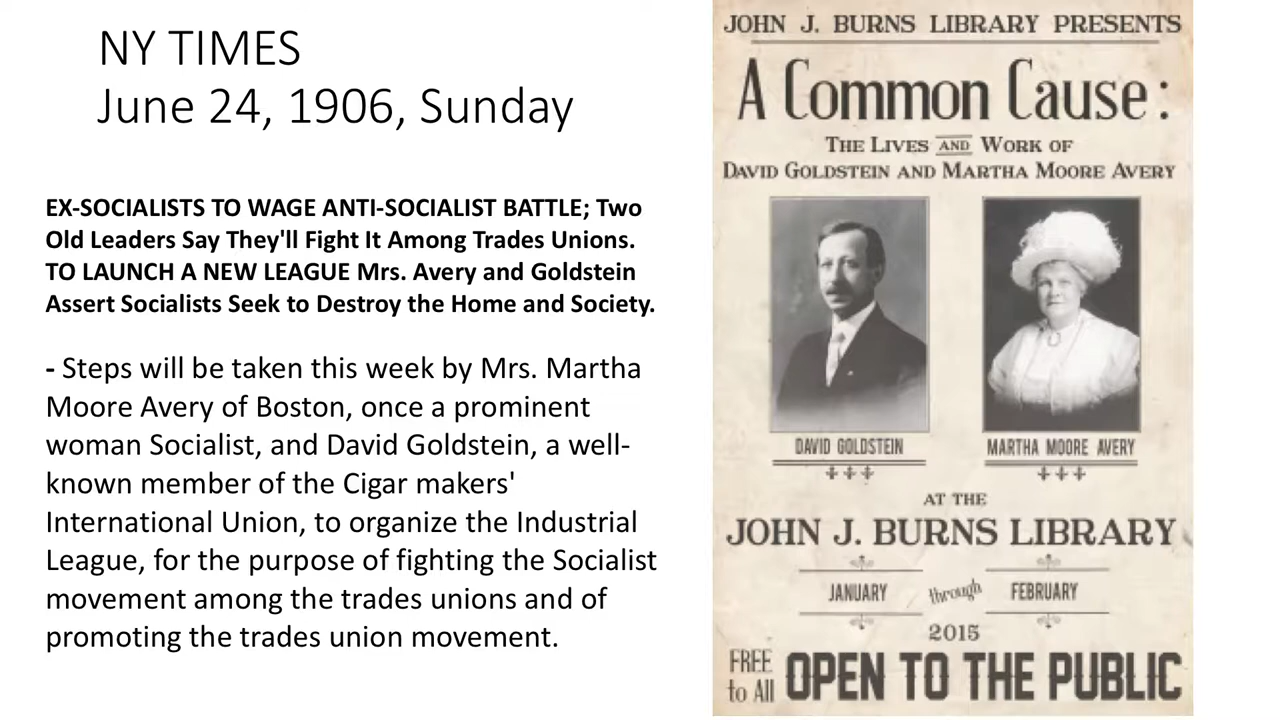 NY TIMES
June 24, 1906, Sunday
EX-SOCIALISTS TO WAGE ANTI-SOCIALIST BATTLE; Two
Old Leaders Say They'll Fight It Among Trades Unions.
TO LAUNCH A NEW LEAGUE Mrs. Avery and Goldstein
Assert Socialists Seek to Destroy the Home and Society.
- Steps will be taken this week by Mrs. Martha
Moore Avery of Boston, once a prominent
woman Socialist, and David Goldstein, a well-
known member of the Cigar makers'
International Union, to organize the Industrial
League, for the purpose of fighting the Socialist
movement among the trades unions and of
promoting the trades union movement.
JOHN J. BURNS LIBRARY PRESENTS
A Common Cause:
THE LIVES AND WORK OF
DAVID GOLDSTEIN AND MARTHA MOORE AVERY
DAVID GOLDSTEIN
MARTHA MOORE AVERY
AT THE
JOHN J. BURNS LIBRARY
JANUARY through FEBRUARY
2015
FREE to All OPEN TO THE PUBLIC